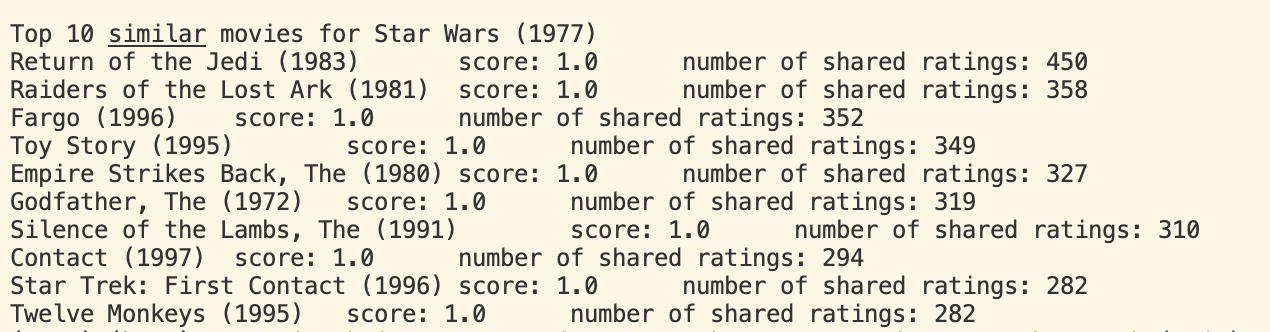 Top 10 similar movies for Star Wars (1977)
Return of the Jedi (1983) score: 1.0 number of shared ratings: 450
Raiders of the Lost Ark (1981) score: 1.0 number of shared ratings: 358
Fargo (1996) score: 1.0 number of shared ratings: 352
Toy Story (1995) score: 1.0 number of shared ratings: 349
Empire Strikes Back, The (1980) score: 1.0 number of shared ratings: 327
Godfather, The (1972) score: 1.0 number of shared ratings: 319
Silence of the Lambs, The (1991) score: 1.0 number of shared ratings: 310
Contact (1997) score: 1.0 number of shared ratings: 294
Star Trek: First Contact (1996) score: 1.0 number of shared ratings: 282
Twelve Monkeys (1995) score: 1.0 number of shared ratings: 282